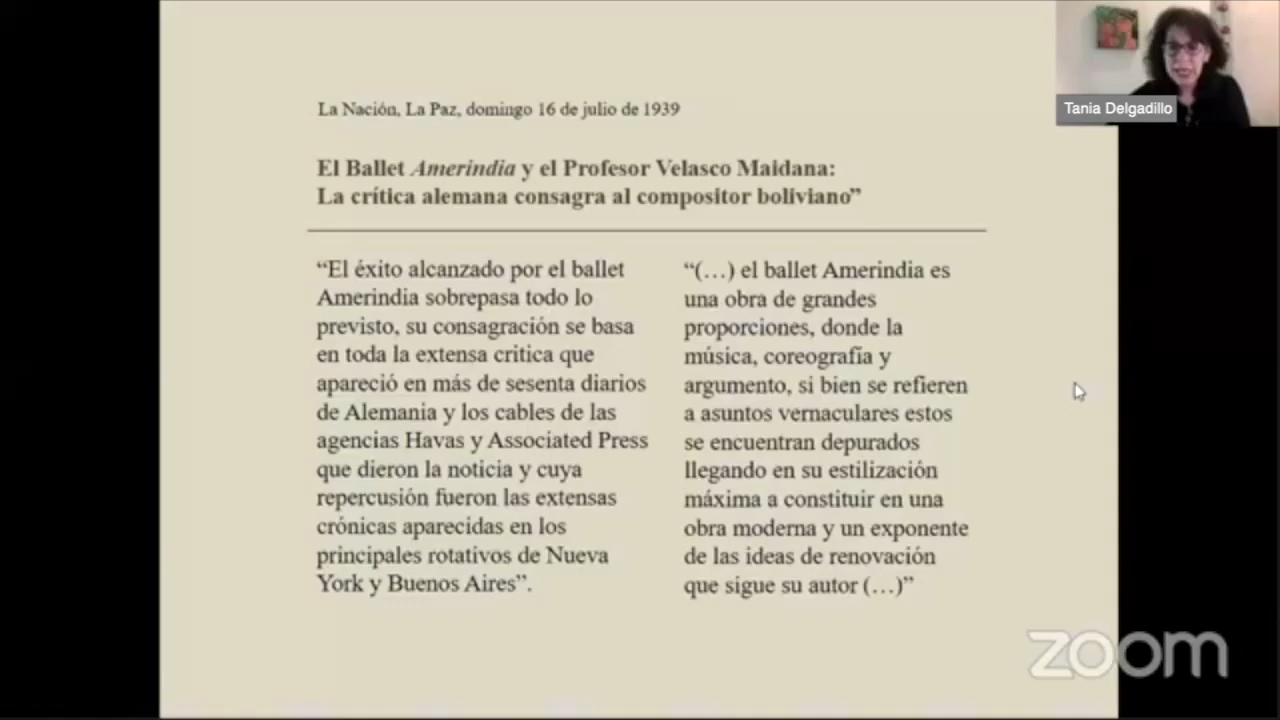 La Nación, La Paz, domingo 16 de julio de 1939
El Ballet Amerindia y el Profesor Velasco Maidana:
La crítica alemana consagra al compositor boliviano”
“El éxito alcanzado por el ballet
Amerindia sobrepasa todo lo
previsto, su consagración se basa
en toda la extensa critica que
apareció en más de sesenta diarios
de Alemania y los cables de las
agencias Havas y Associated Press
que dieron la noticia y cuya
repercusión fueron las extensas
crónicas aparecidas en los
principales rotativos de Nueva
York y Buenos Aires”.
“(…) el ballet Amerindia es
una obra de grandes
proporciones, donde la
música, coreografía y
argumento, si bien se refieren
a asuntos vernaculares estos
se encuentran depurados
llegando en su estilización
máxima a constituir en una
obra moderna y un exponente
de las ideas de renovación
que sigue su autor (…)”
Tania Delgadillo
zoom